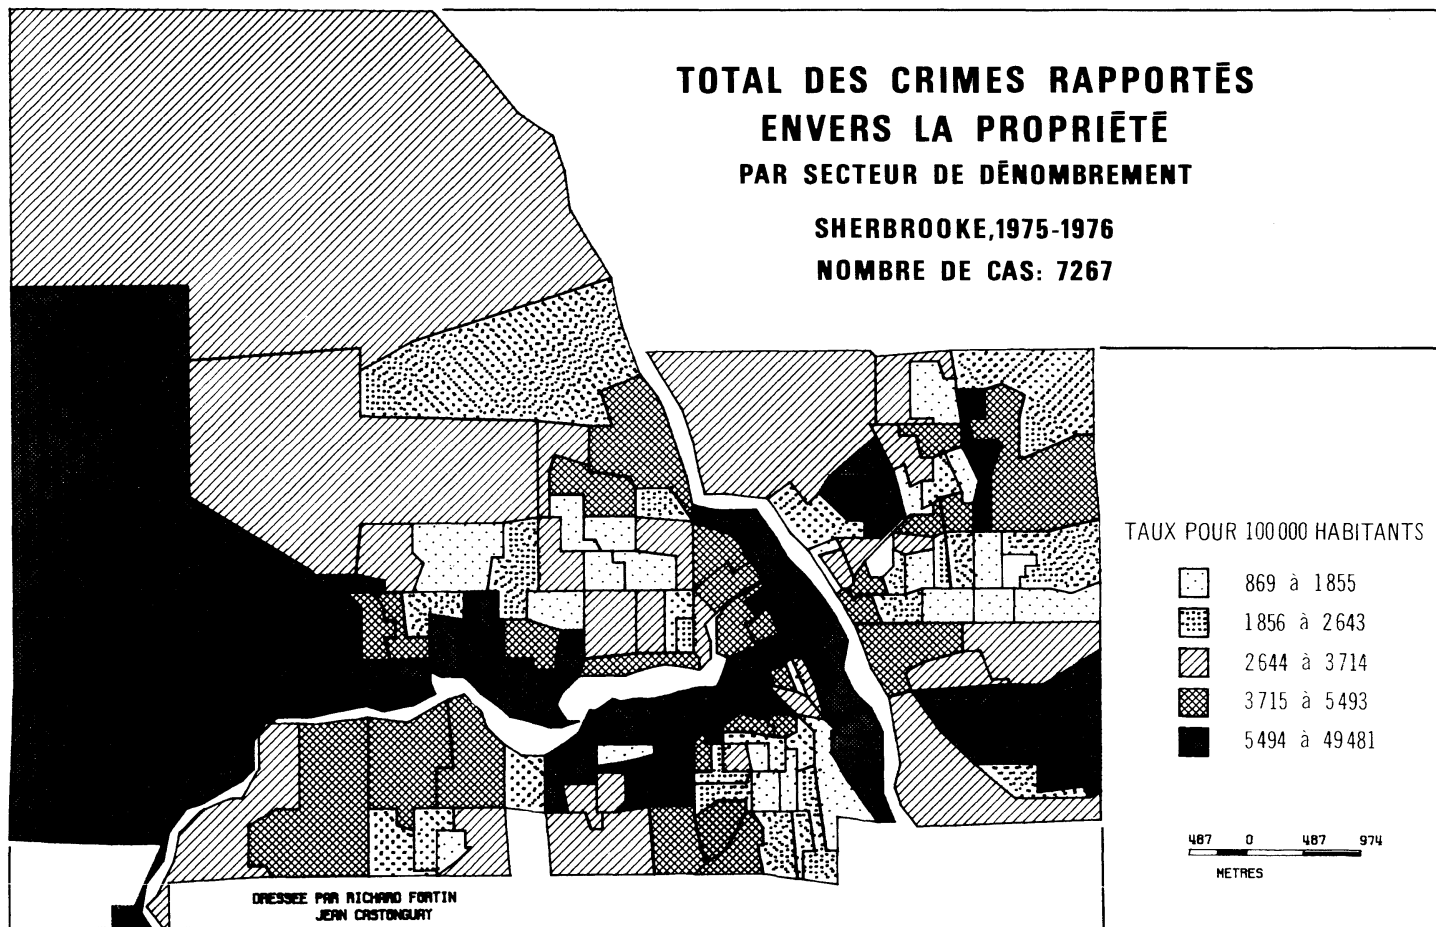 TOTAL DES CRIMES RAPPORTÉS
ENVERS LA PROPRIÉTÉ
PAR SECTEUR DE DÉNOMBREMENT
SHERBROOKE,1975-1976
NOMBRE DE CAS: 7267
TAUX POUR 100000 HABITANTS
869 à 1855
1856 à 2643
2644 à 3714
3715 à 5493
5494 à 49481
487 0 487 974
METRES
DRESSEE PAR RICHARD FORTIN
JEAN CASTONGUAY